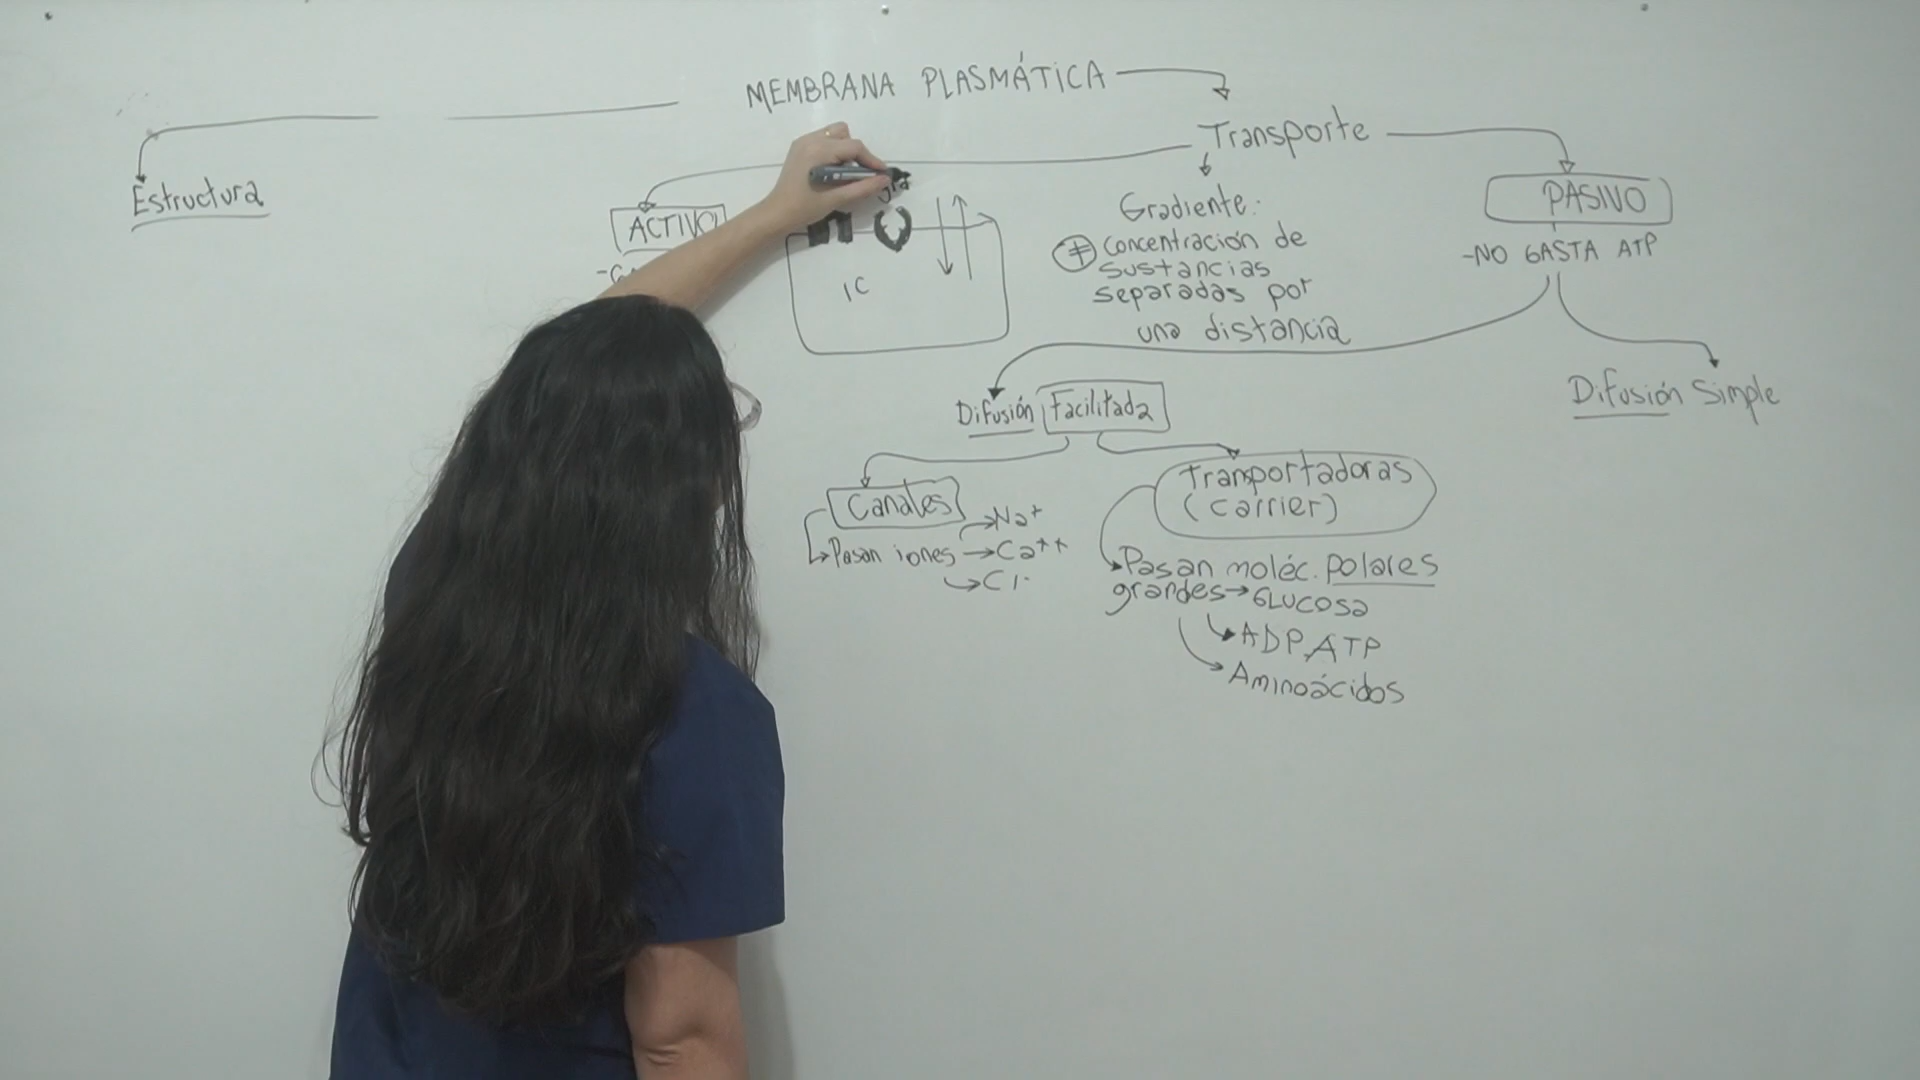 MEMBRANA PLASMÁTICA
Transporte
Estructura
ACTIVO
PASIVO
-NO GASTA ATP
Gradiente:
≠ concentración de
sustancias
separadas por
una distancia
IC
Difusión Facilitada
Difusión Simple
Canales
Pasan iones → Na+
→ Ca++
→ Cl-
Transportadoras
(carrier)
Pasan moléc. polares
grandes → GLUCOSA
ADP, ATP
Aminoácidos